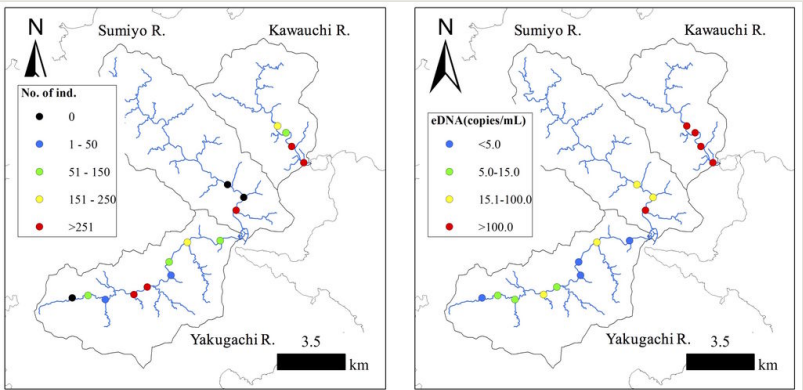 N
Sumiyo R.
Kawauchi R.
No. of ind.
0
1 - 50
51 - 150
151 - 250
>251
Yakugachi R.
3.5
km
N
Sumiyo R.
Kawauchi R.
eDNA(copies/mL)
<5.0
5.0-15.0
15.1-100.0
>100.0
Yakugachi R.
3.5
km